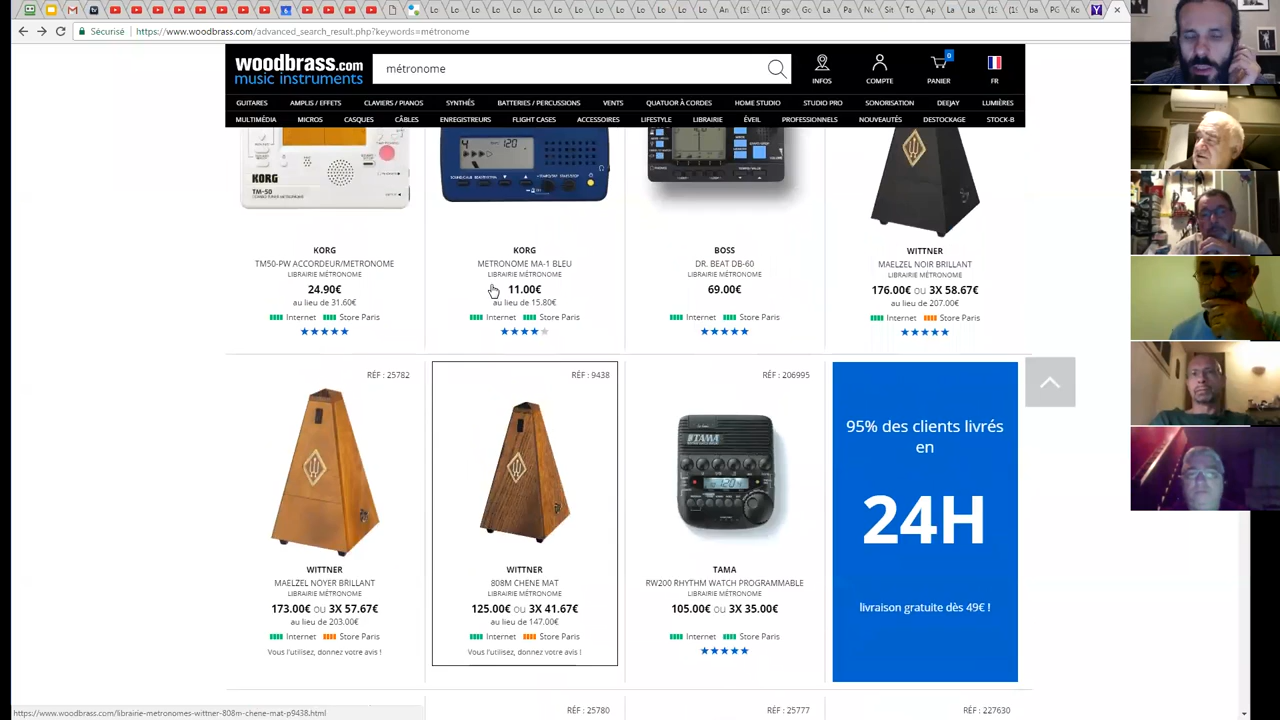 Sécurisé | https://www.woodbrass.com/advanced_search_result.php?keywords=métronome
woodbrass.com
music instruments
métronome
INFOS
COMPTE
0
PANIER
FR
GUITARES AMPLIS / EFFETS CLAVIERS / PIANOS SYNTHÉS BATTERIES / PERCUSSIONS VENTS QUATUOR À CORDES HOME STUDIO STUDIO PRO SONORISATION DEEJAY LUMIÈRES
MULTIMÉDIA MICROS CASQUES CÂBLES ENREGISTREURS FLIGHT CASES ACCESSOIRES LIFESTYLE LIBRAIRIE ÉVEIL PROFESSIONNELS NOUVEAUTÉS DESTOCKAGE STOCK-B
KORG
TM-50
4
120
KORG
TM50-PW ACCORDEUR/METRONOME
LIBRAIRIE MÉTRONOME
24.90€
au lieu de 31.60€
Internet Store Paris
KORG
METRONOME MA-1 BLEU
LIBRAIRIE MÉTRONOME
11.00€
au lieu de 15.80€
Internet Store Paris
BOSS
DR. BEAT DB-60
LIBRAIRIE MÉTRONOME
69.00€
Internet Store Paris
WITTNER
MAELZEL NOIR BRILLANT
LIBRAIRIE MÉTRONOME
176.00€ OU 3X 58.67€
au lieu de 207.00€
Internet Store Paris
RÉF : 25782
WITTNER
MAELZEL NOYER BRILLANT
LIBRAIRIE MÉTRONOME
173.00€ OU 3X 57.67€
au lieu de 203.00€
Internet Store Paris
Vous l'utilisez, donnez votre avis !
RÉF : 9438
WITTNER
808M CHENE MAT
LIBRAIRIE MÉTRONOME
125.00€ OU 3X 41.67€
au lieu de 147.00€
Internet Store Paris
Vous l'utilisez, donnez votre avis !
RÉF : 206995
TAMA
TAMA
RW200 RHYTHM WATCH PROGRAMMABLE
LIBRAIRIE MÉTRONOME
105.00€ OU 3X 35.00€
Internet Store Paris
95% des clients livrés
en
24H
livraison gratuite dès 49€ !
RÉF : 25780
RÉF : 25777
RÉF : 227630
https://www.woodbrass.com/librairie-metronomes-wittner-808m-chene-mat-p9438.html